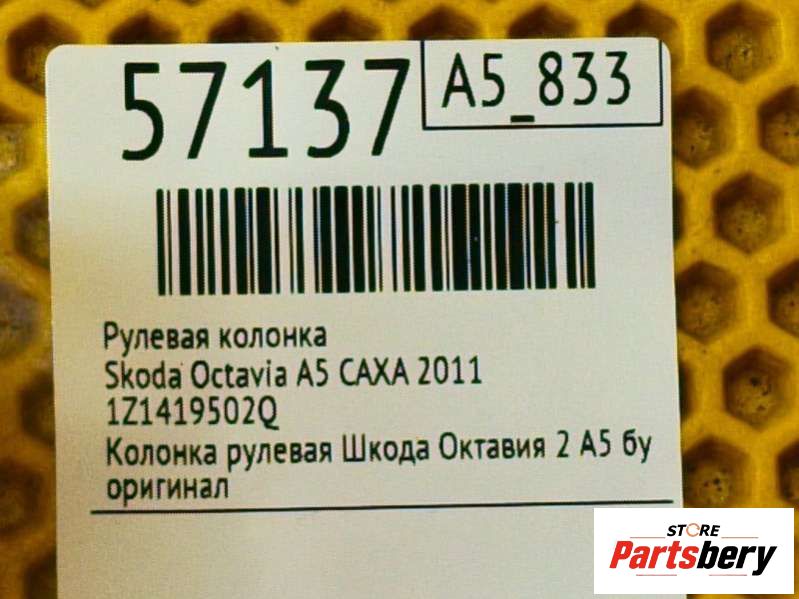 57137
A5_833
Рулевая колонка
Skoda Octavia A5 CAXA 2011
1Z1419502Q
Колонка рулевая Шкода Октавия 2 А5 бу
оригинал
STORE
Partsbery